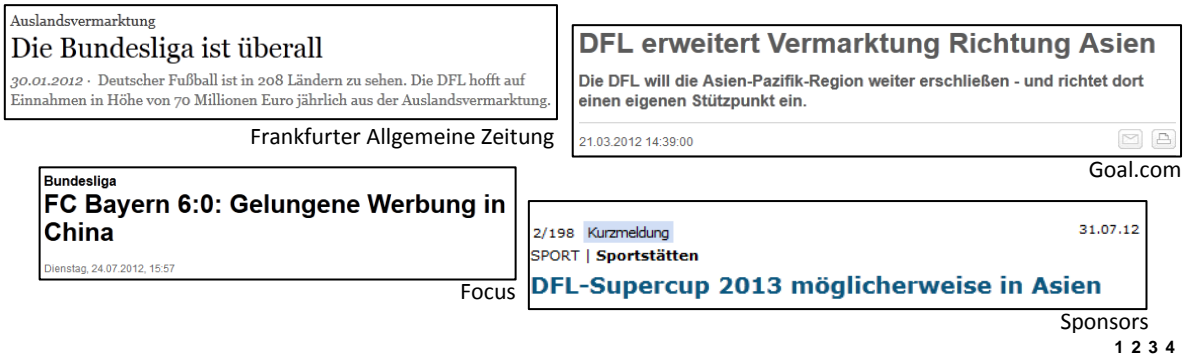 Auslandsvermarktung
Die Bundesliga ist überall
30.01.2012 · Deutscher Fußball ist in 208 Ländern zu sehen. Die DFL hofft auf
Einnahmen in Höhe von 70 Millionen Euro jährlich aus der Auslandsvermarktung.
Frankfurter Allgemeine Zeitung
DFL erweitert Vermarktung Richtung Asien
Die DFL will die Asien-Pazifik-Region weiter erschließen - und richtet dort
einen eigenen Stützpunkt ein.
21.03.2012 14:39:00
Goal.com
Bundesliga
FC Bayern 6:0: Gelungene Werbung in
China
Dienstag, 24.07.2012, 15:57
Focus
2/198 Kurzmeldung 31.07.12
SPORT | Sportstätten
DFL-Supercup 2013 möglicherweise in Asien
Sponsors
1 2 3 4